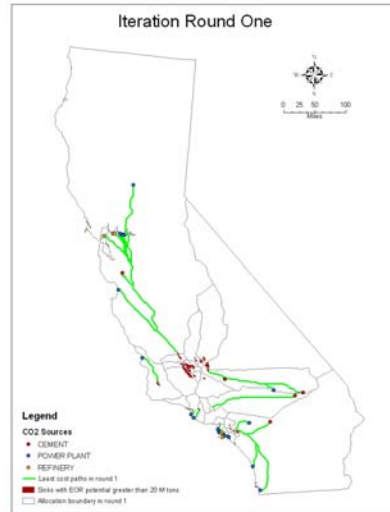 Iteration Round One
N
W
E
S
0 25 50 100
Miles
Legend
CO2 Sources
CEMENT
POWER PLANT
REFINERY
Least cost paths in round 1
Sinks with EOR potential greater than 20 M tons
Allocation boundary in round 1